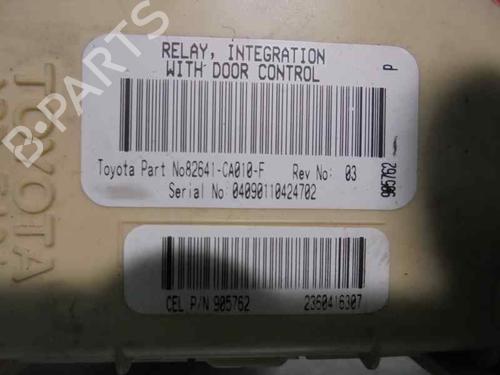 RELAY, INTEGRATION
WITH DOOR CONTROL
P
Toyota Part No82641-CA010-F Rev No: 03
Serial No: 04090110424702
905762
CEL P/N 905762 2360416307
TOYOTA
B-PARTS